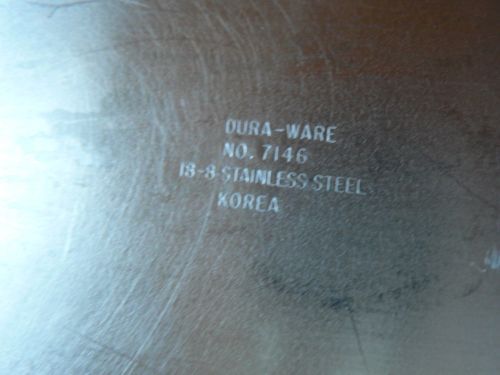 DURA-WARE
NO. 7146
18-8 STAINLESS STEEL
KOREA